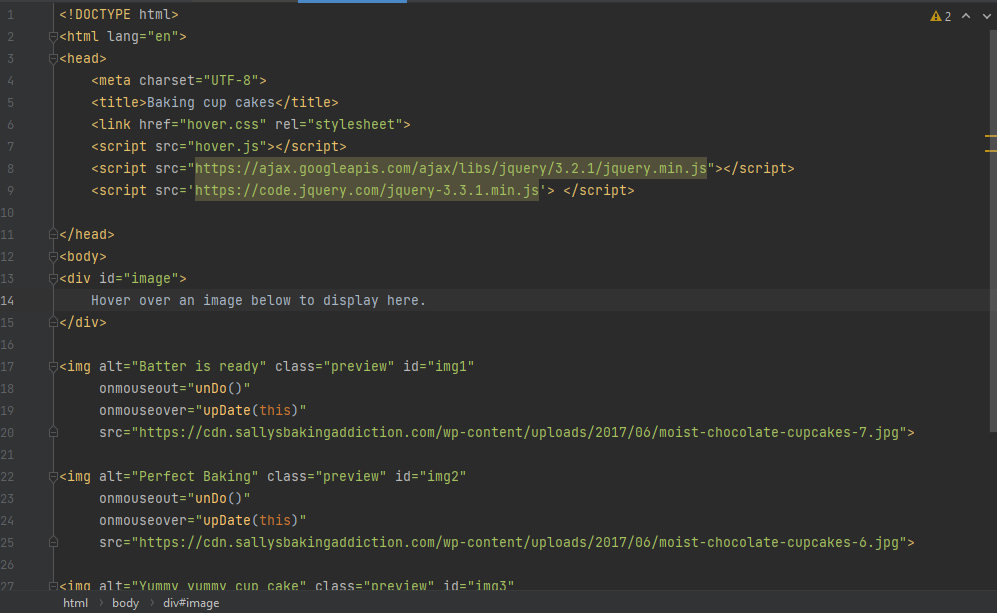 1 <!DOCTYPE html>
2
2 <html lang="en">
3 <head>
4 <meta charset="UTF-8">
5 <title>Baking cup cakes</title>
6 <link href="hover.css" rel="stylesheet">
7 <script src="hover.js"></script>
8 <script src="https://ajax.googleapis.com/ajax/libs/jquery/3.2.1/jquery.min.js"></script>
9 <script src='https://code.jquery.com/jquery-3.3.1.min.js'> </script>
10
11 </head>
12 <body>
13 <div id="image">
14 Hover over an image below to display here.
15 </div>
16
17 <img alt="Batter is ready" class="preview" id="img1"
18 onmouseout="unDo()"
19 onmouseover="upDate(this)"
20 src="https://cdn.sallysbakingaddiction.com/wp-content/uploads/2017/06/moist-chocolate-cupcakes-7.jpg">
21
22 <img alt="Perfect Baking" class="preview" id="img2"
23 onmouseout="unDo()"
24 onmouseover="upDate(this)"
25 src="https://cdn.sallysbakingaddiction.com/wp-content/uploads/2017/06/moist-chocolate-cupcakes-6.jpg">
26
27 <img alt="Yummy yummy cup cake" class="preview" id="img3"
html > body > div#image